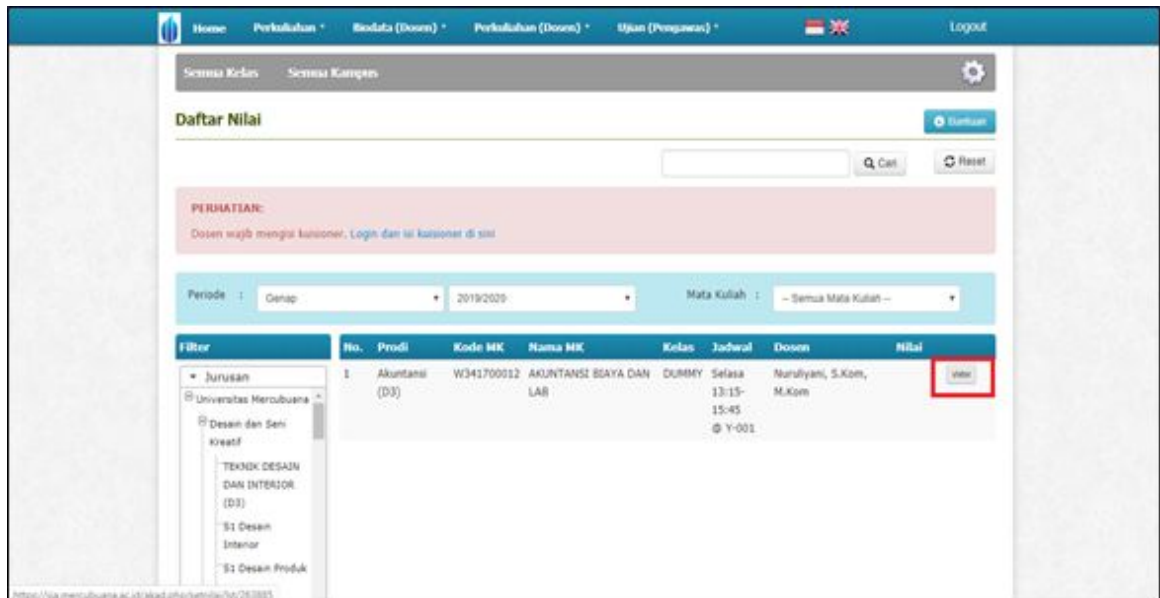 Home Perkuliahan Biodata (Dosen) Perkuliahan (Dosen) Ujian (Pengawas) Logout
Semua Kelas Semua Kampus
Daftar Nilai
Bantuan
Cari Reset
PERHATIAN:
Dosen wajib mengisi kuisioner. Login dan isi kuisioner di sini
Periode : Genap 2019/2020 Mata Kuliah : -- Semua Mata Kuliah --
Filter No. Prodi Kode MK Nama MK Kelas Jadwal Dosen Nilai
Jurusan 1 Akuntansi W341700012 AKUNTANSI BIAYA DAN DUMMY Selasa Nuruliyani, S.Kom, view
Universitas Mercubuana (D3) LAB 13:15- M.Kom
15:45
Desain dan Seni @ Y-001
Kreatif
TEKNIK DESAIN
DAN INTERIOR
(D3)
S1 Desain
Interior
S1 Desain Produk